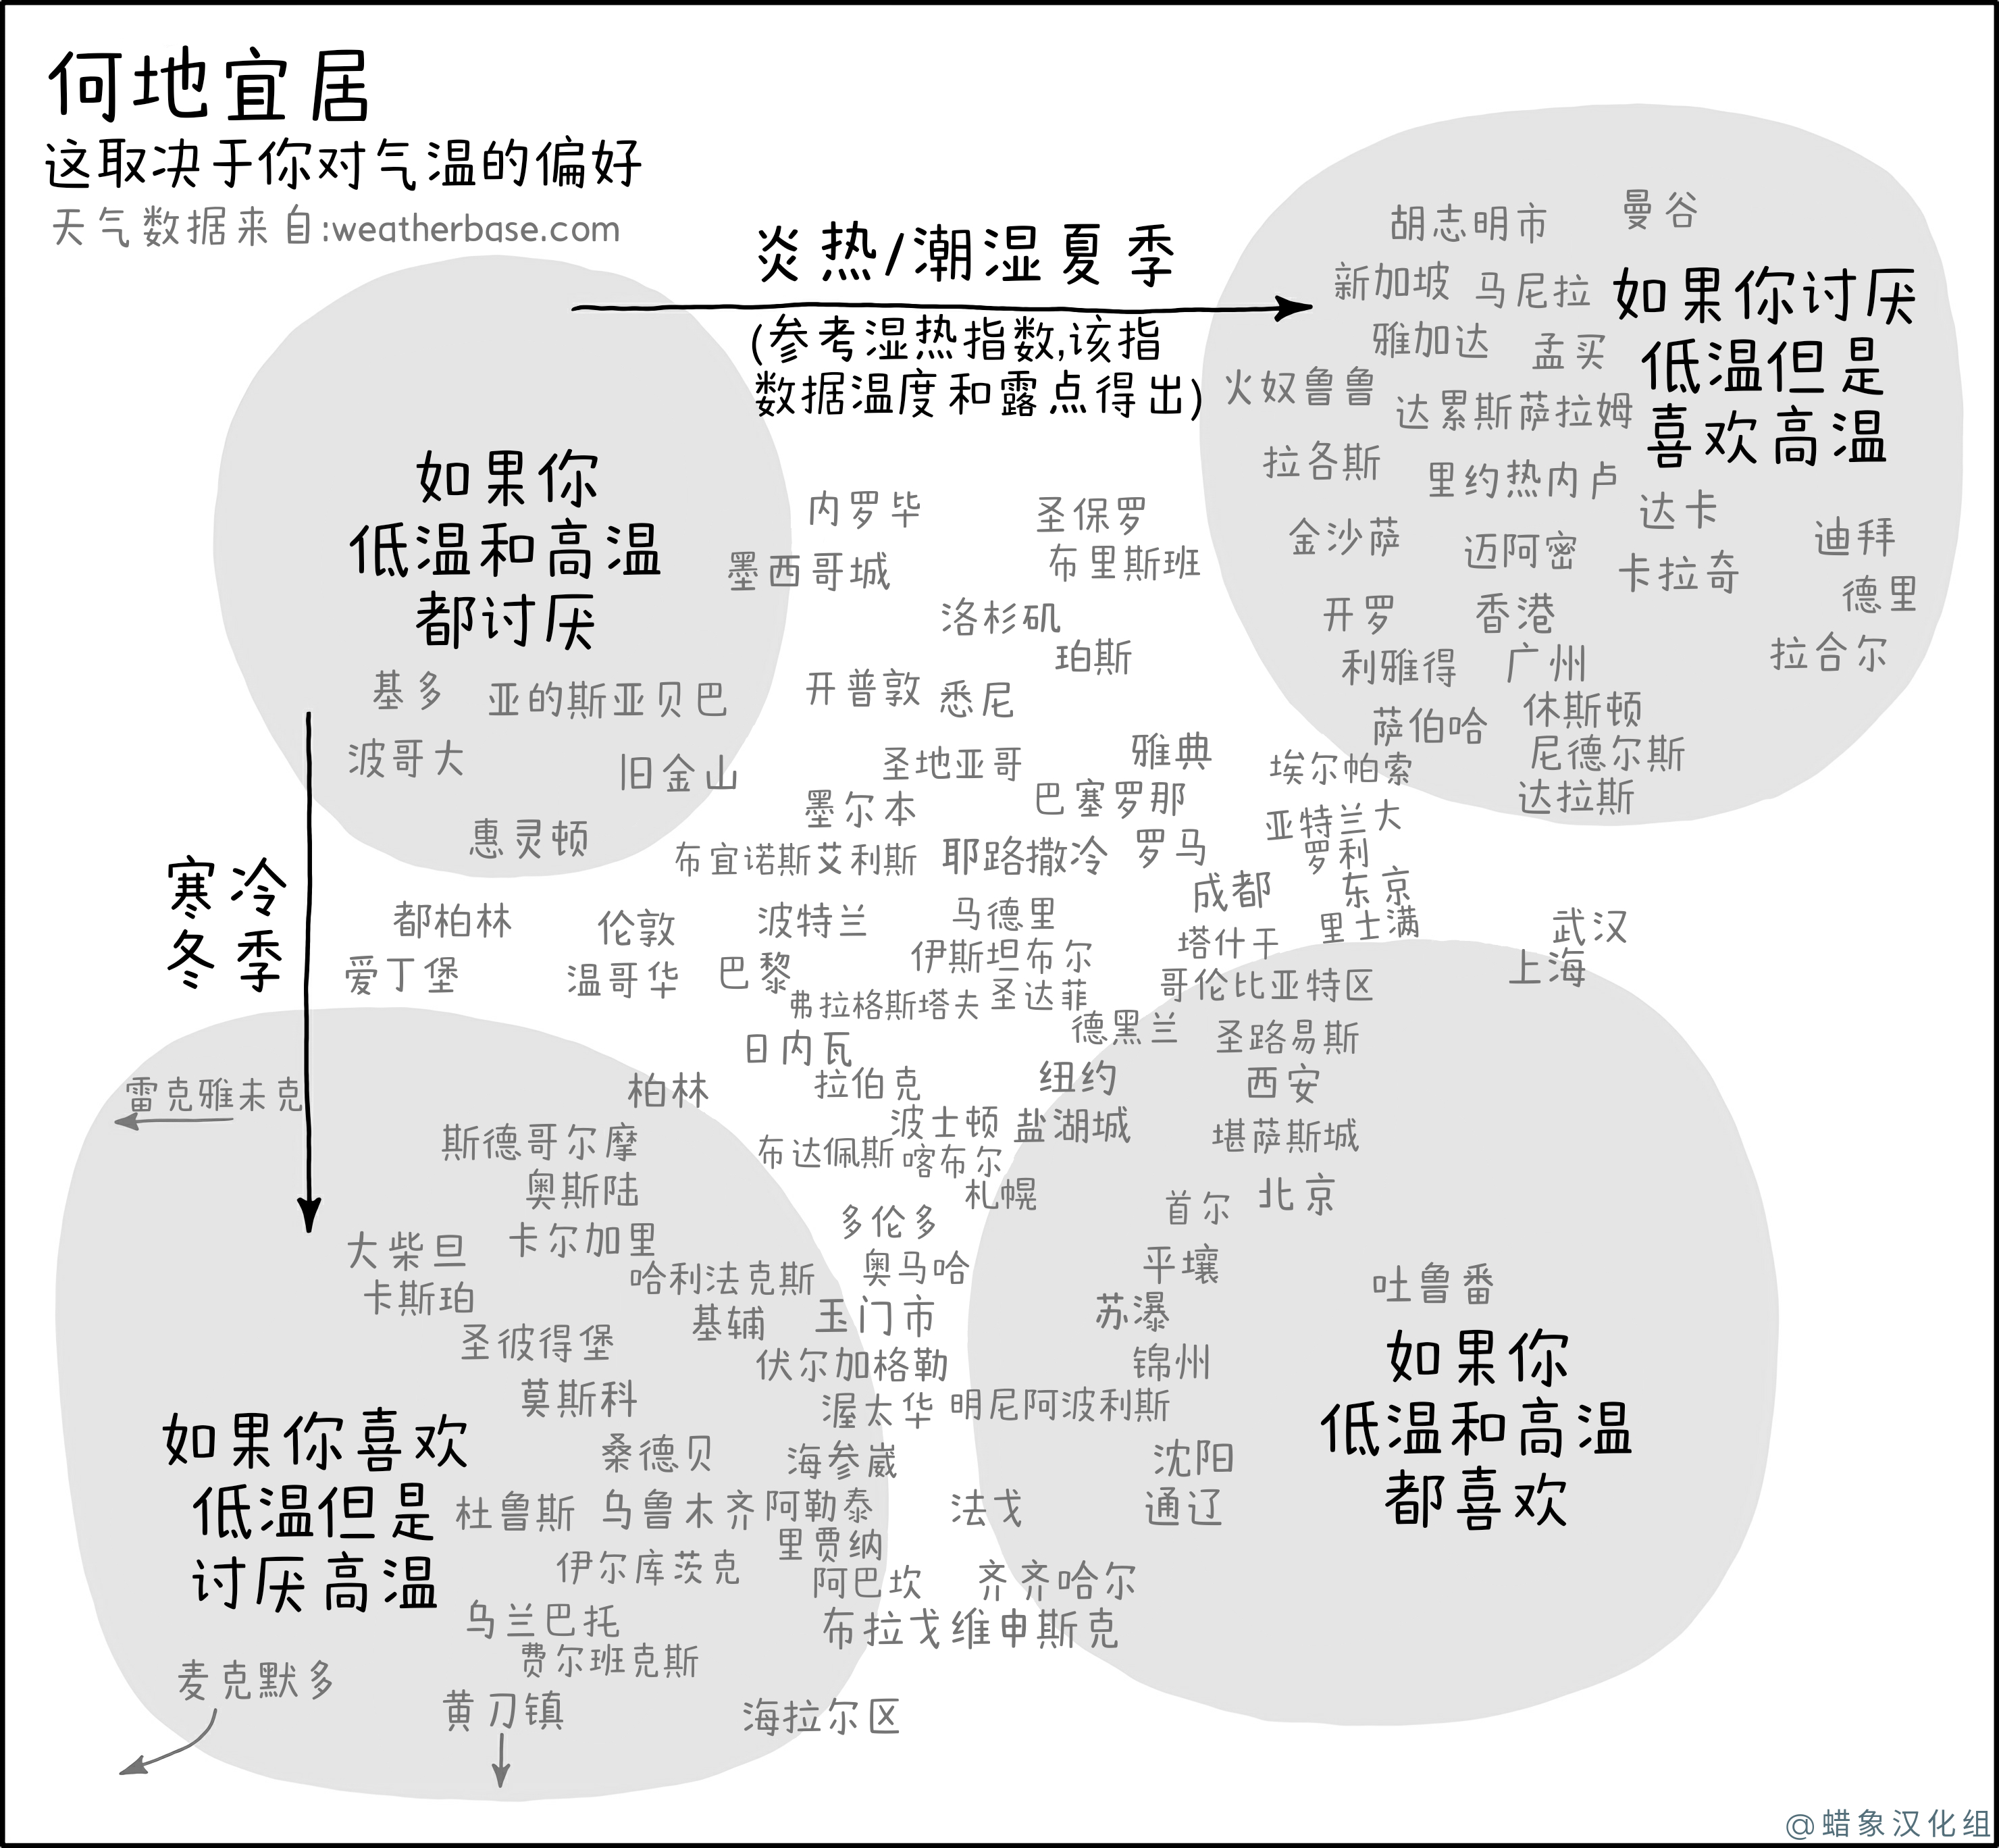 何地宜居
这取决于你对气温的偏好
天气数据来自:weatherbase.com
炎热/潮湿夏季
(参考湿热指数,该指
数据温度和露点得出)
如果你
低温和高温
都讨厌
基多
亚的斯亚贝巴
波哥大
旧金山
惠灵顿
寒冷
冬季
胡志明市
曼谷
新加坡
马尼拉
如果你讨厌
低温但是
喜欢高温
雅加达
孟买
火奴鲁鲁
达累斯萨拉姆
拉各斯
里约热内卢
达卡
迪拜
金沙萨
迈阿密
卡拉奇
德里
开罗
香港
拉合尔
利雅得
广州
萨伯哈
休斯顿
尼德尔斯
埃尔帕索
达拉斯
内罗毕
圣保罗
墨西哥城
布里斯班
洛杉矶
珀斯
开普敦
悉尼
圣地亚哥
雅典
墨尔本
巴塞罗那
亚特兰大
布宜诺斯艾利斯
耶路撒冷
罗马
罗利
成都
东京
都柏林
伦敦
波特兰
马德里
里士满
武汉
爱丁堡
温哥华
巴黎
伊斯坦布尔
塔什干
上海
弗拉格斯塔夫
圣达菲
哥伦比亚特区
德黑兰
圣路易斯
日内瓦
雷克雅未克
柏林
拉伯克
纽约
西安
斯德哥尔摩
波士顿
盐湖城
堪萨斯城
布达佩斯
喀布尔
奥斯陆
札幌
首尔
北京
大柴旦
卡尔加里
多伦多
卡斯珀
哈利法克斯
奥马哈
平壤
吐鲁番
圣彼得堡
基辅
玉门市
苏瀑
伏尔加格勒
锦州
莫斯科
渥太华
明尼阿波利斯
如果你
低温和高温
都喜欢
如果你喜欢
低温但是
讨厌高温
桑德贝
海参崴
沈阳
杜鲁斯
乌鲁木齐
阿勒泰
法戈
通辽
里贾纳
伊尔库茨克
阿巴坎
齐齐哈尔
乌兰巴托
布拉戈维申斯克
费尔班克斯
麦克默多
黄刀镇
海拉尔区
@蜡象汉化组